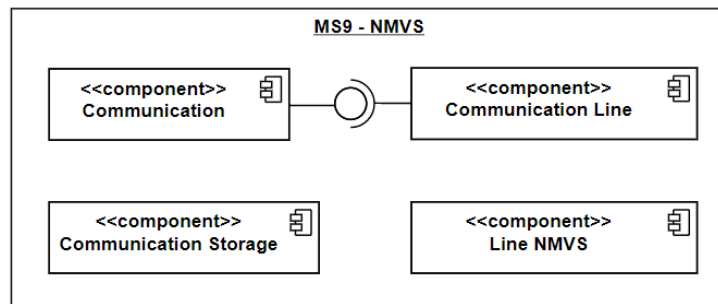 MS9 - NMVS
<<component>>
Communication
<<component>>
Communication Line
<<component>>
Communication Storage
<<component>>
Line NMVS